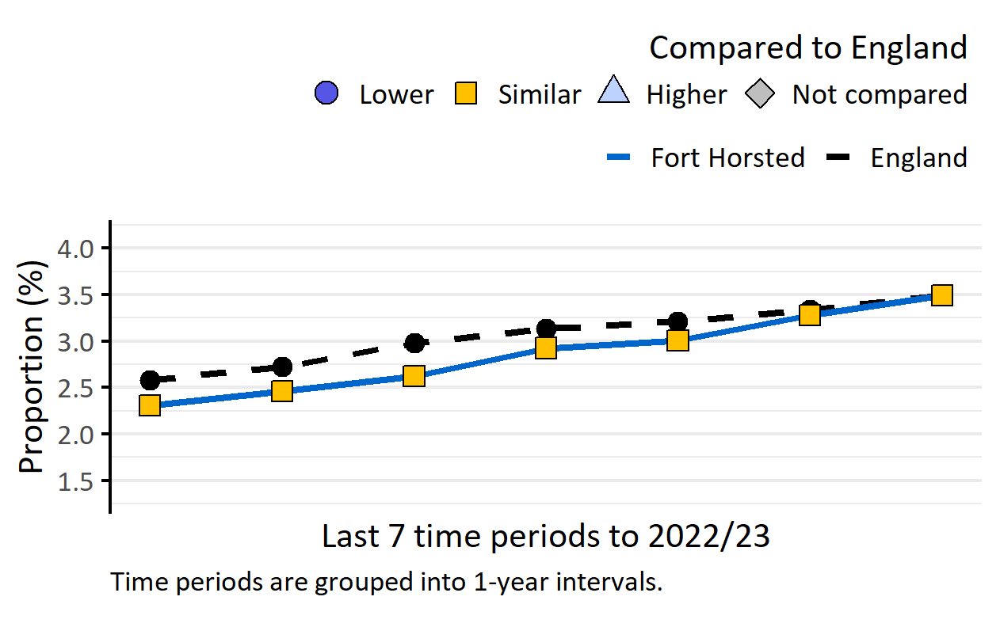 Compared to England
Lower Similar Higher Not compared
Fort Horsted England
Proportion (%)
4.0
3.5
3.0
2.5
2.0
1.5
Last 7 time periods to 2022/23
Time periods are grouped into 1-year intervals.